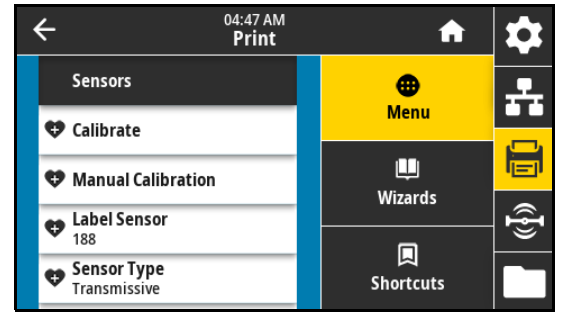 04:47 AM
Print
Sensors
Calibrate
Manual Calibration
Label Sensor
188
Sensor Type
Transmissive
Menu
Wizards
Shortcuts